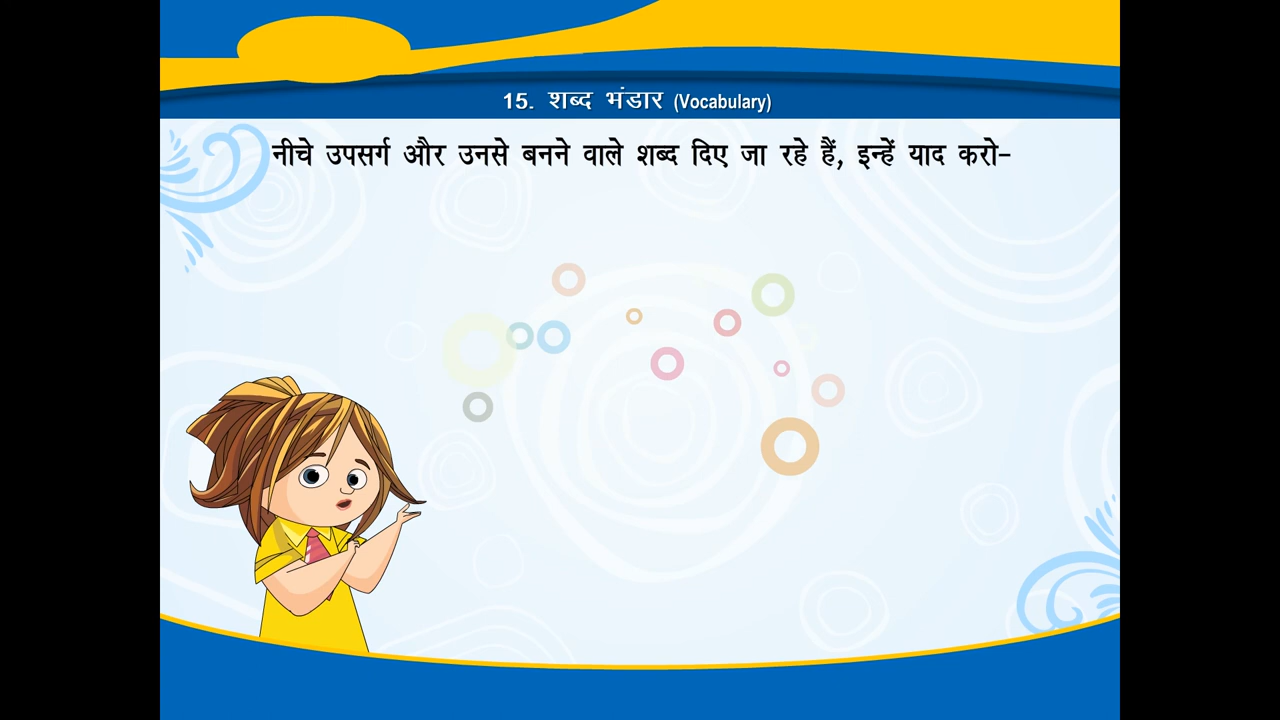 15. शब्द भंडार (Vocabulary)
नीचे उपसर्ग और उनसे बनने वाले शब्द दिए जा रहे हैं, इन्हें याद करो-